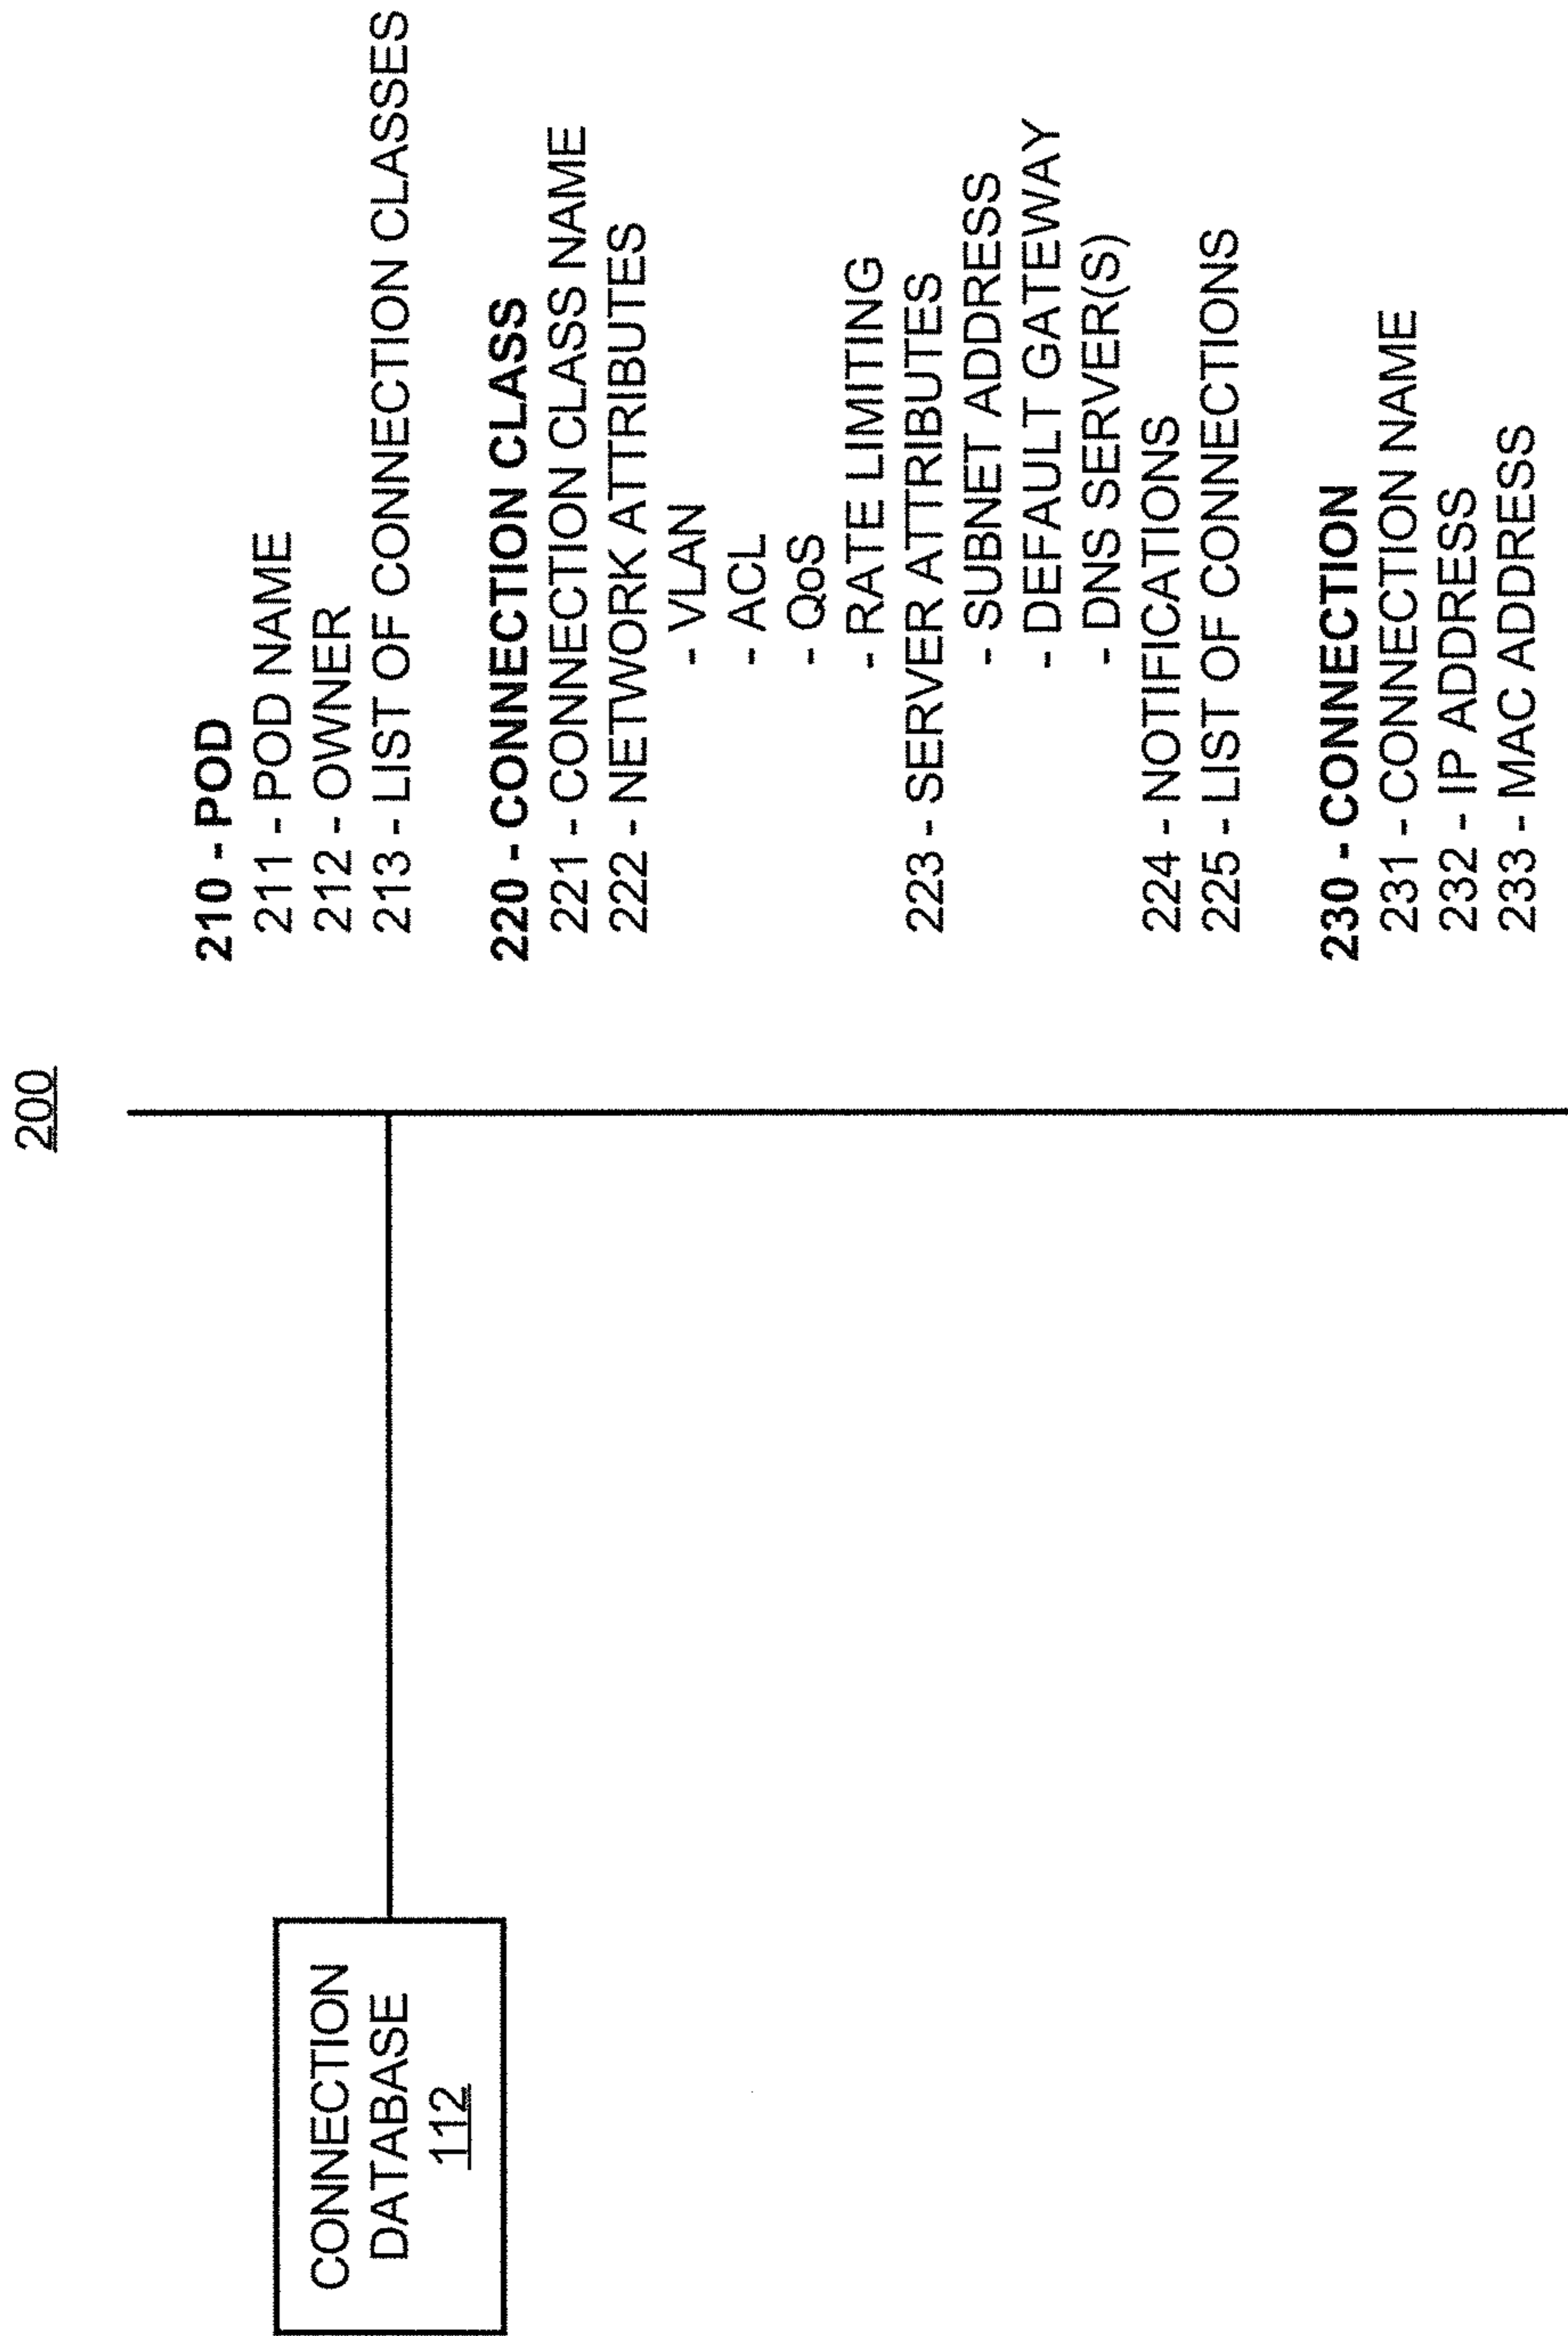 200
CONNECTION
DATABASE
112
210 - POD
211 - POD NAME
212 - OWNER
213 - LIST OF CONNECTION CLASSES
220 - CONNECTION CLASS
221 - CONNECTION CLASS NAME
222 - NETWORK ATTRIBUTES
- VLAN
- ACL
- QoS
- RATE LIMITING
223 - SERVER ATTRIBUTES
- SUBNET ADDRESS
- DEFAULT GATEWAY
- DNS SERVER(S)
224 - NOTIFICATIONS
225 - LIST OF CONNECTIONS
230 - CONNECTION
231 - CONNECTION NAME
232 - IP ADDRESS
233 - MAC ADDRESS